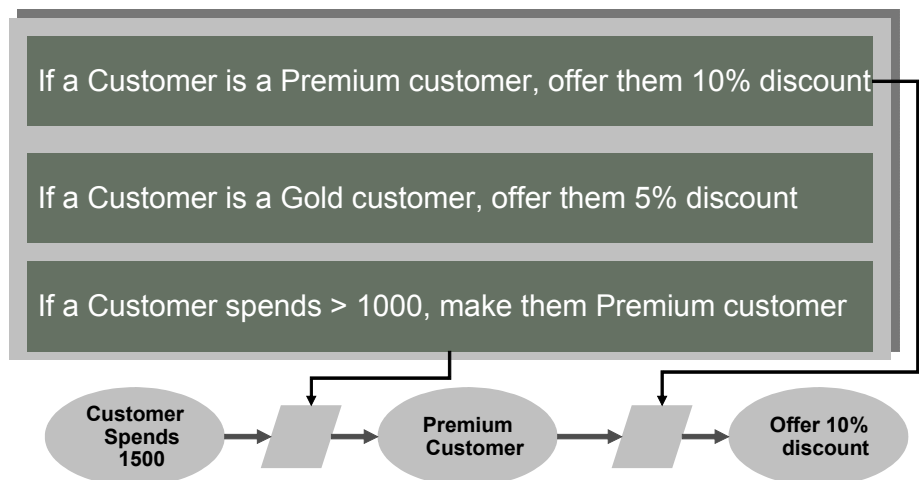 If a Customer is a Premium customer, offer them 10% discount
If a Customer is a Gold customer, offer them 5% discount
If a Customer spends > 1000, make them Premium customer
Customer
Spends
1500
Premium
Customer
Offer 10%
discount